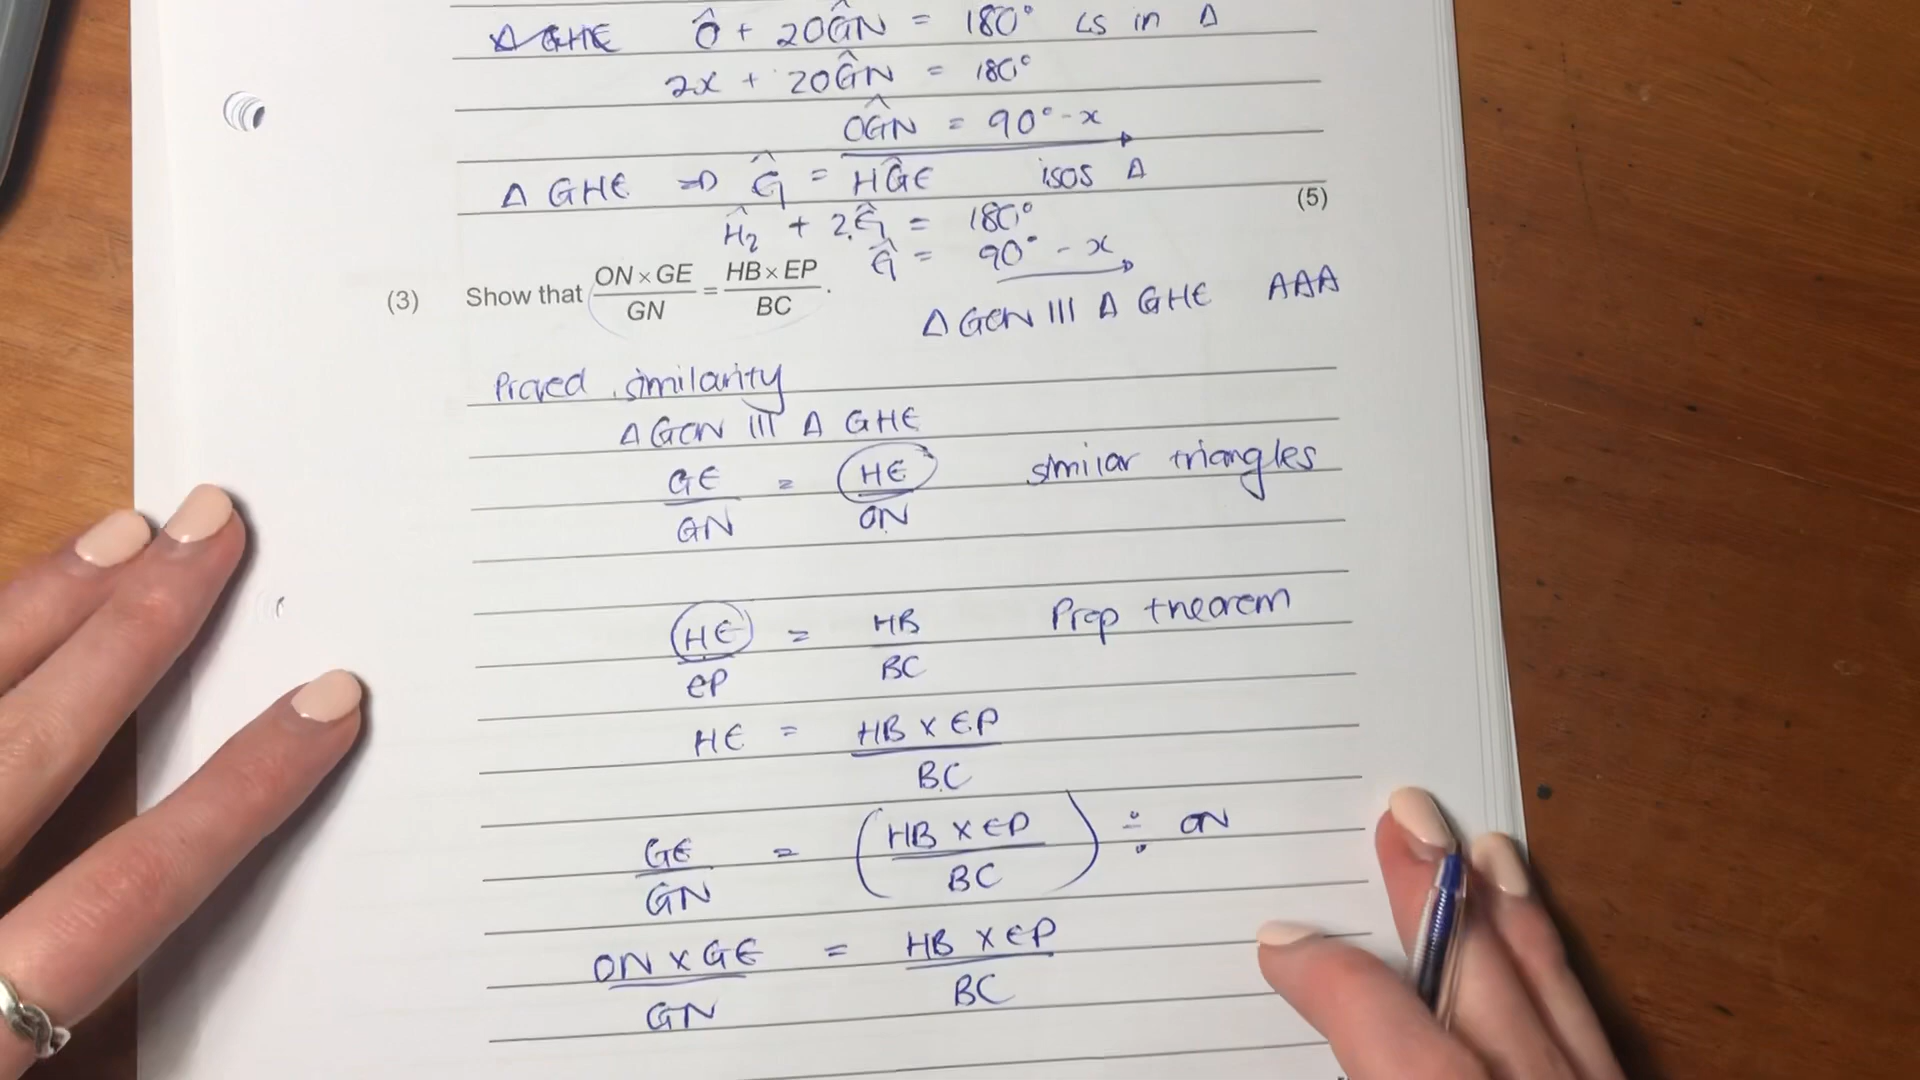 △ GHE Ô + 2OĜN = 180° ∠s in △
2x + 2OĜN = 180°
OĜN = 90° - x
△ GHE ⇒ Ĝ₁ = HĜE isos △
(5)
Ĥ₂ + 2Ĝ₁ = 180°
Ĝ₁ = 90° - x
(3) Show that ON × GE / GN = HB × EP / BC.
△ GON ||| △ GHE AAA
Proved similarity
△ GON ||| △ GHE
GE / GN = HE / ON similar triangles
HE / EP = HB / BC Prop theorem
HE = HB × EP / BC
GE / GN = (HB × EP / BC) ÷ ON
ON × GE / GN = HB × EP / BC